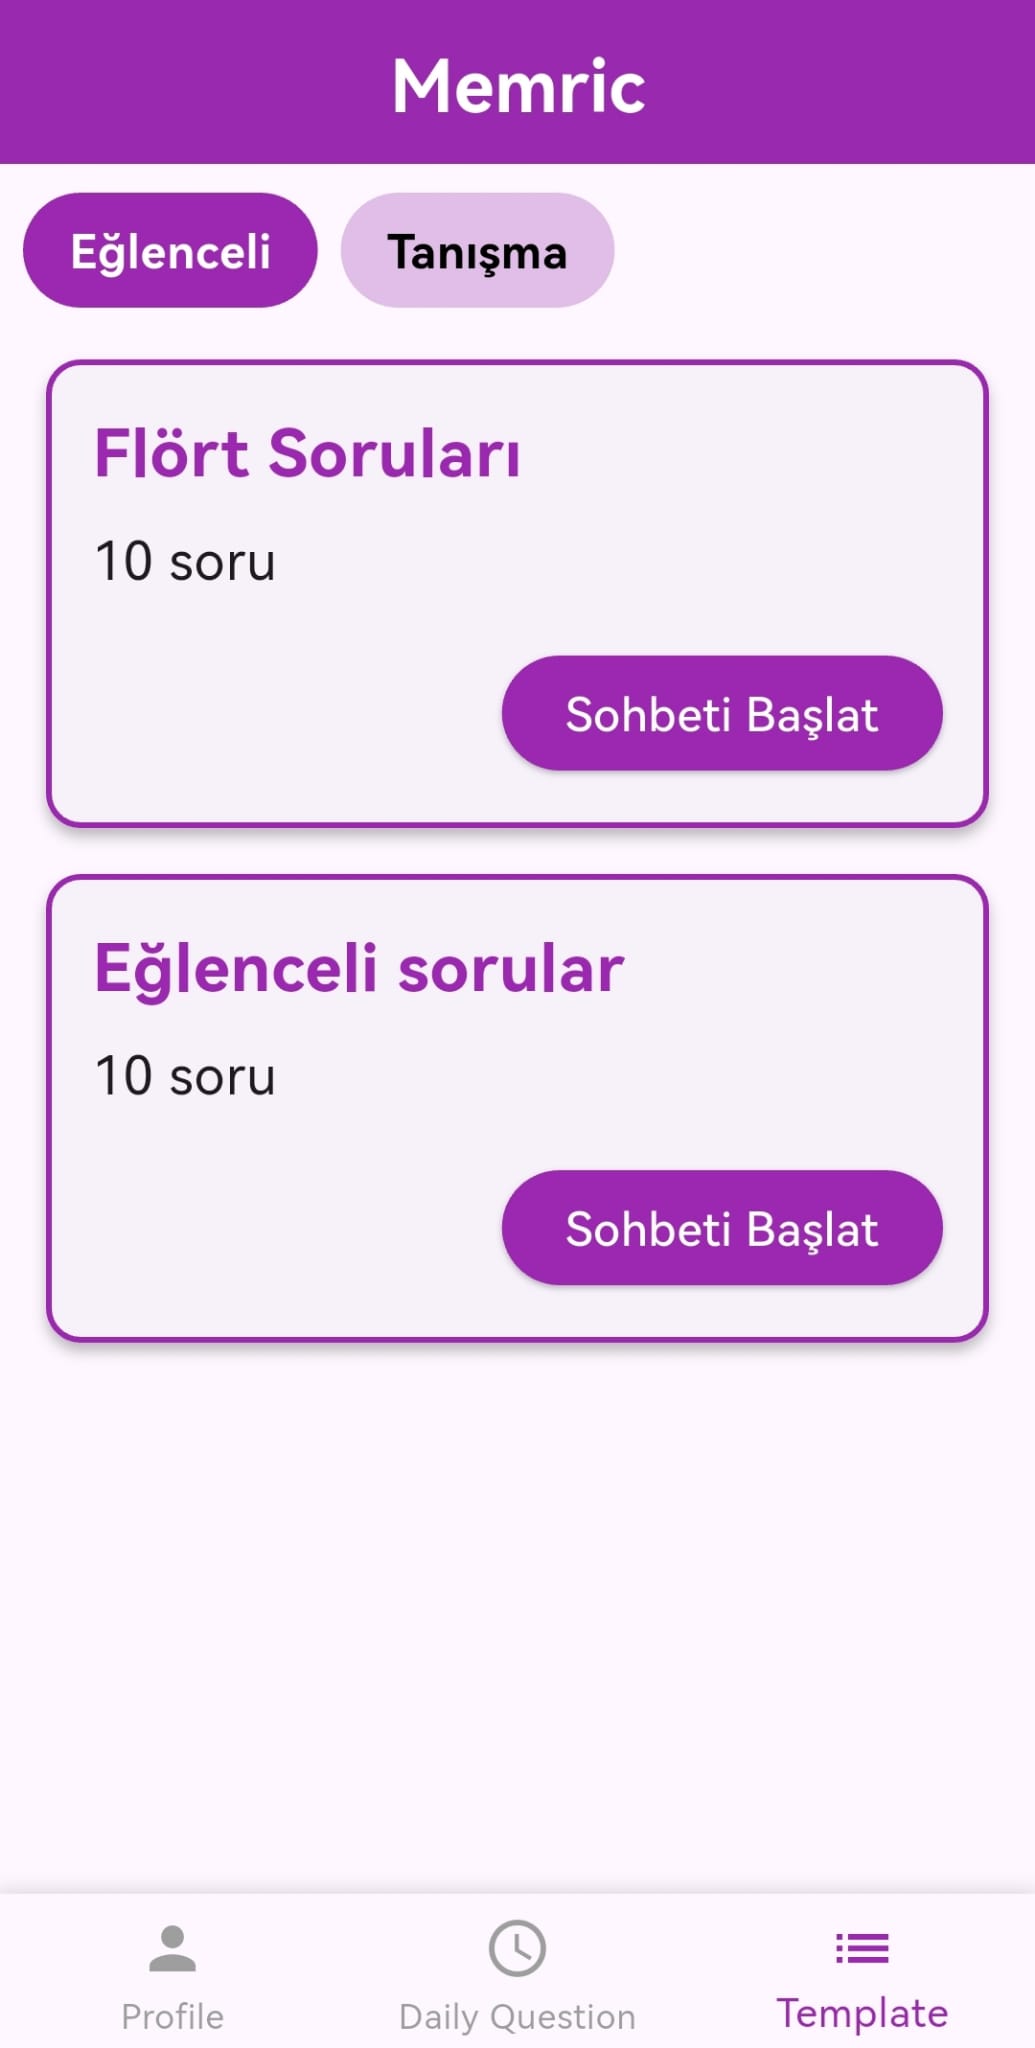 Memric
Eğlenceli
Tanışma
Flört Soruları
10 soru
Sohbeti Başlat
Eğlenceli sorular
10 soru
Sohbeti Başlat
Profile
Daily Question
Template